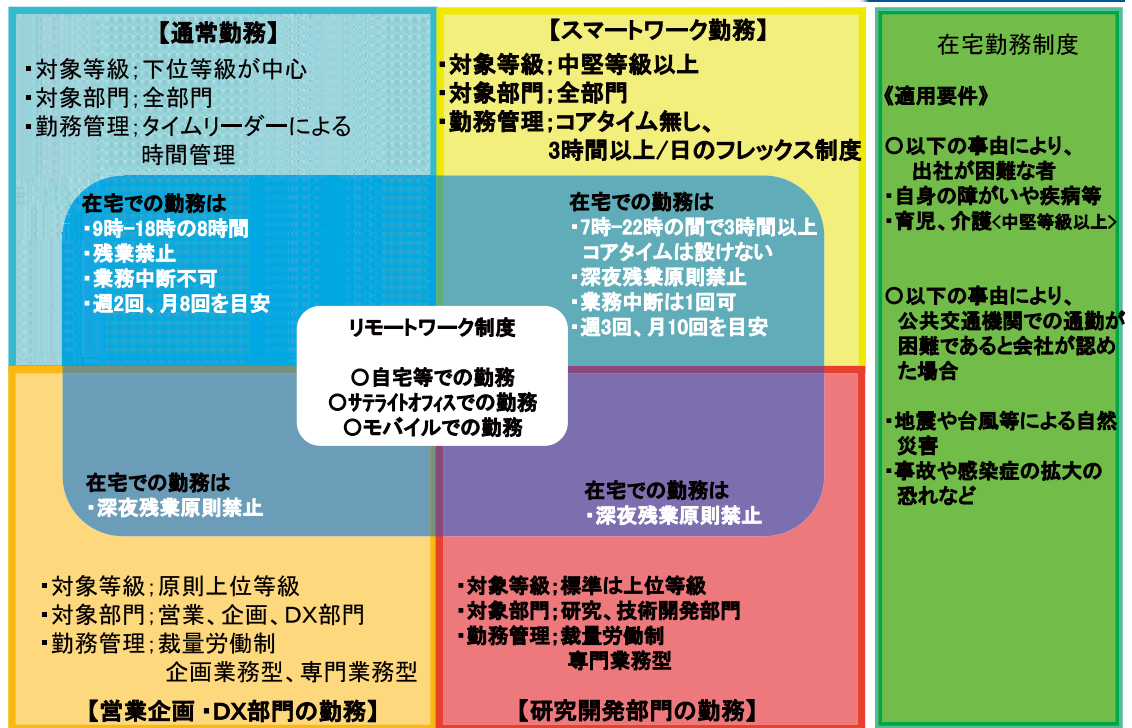 【通常勤務】
・対象等級；下位等級が中心
・対象部門；全部門
・勤務管理；タイムリーダーによる
時間管理
在宅での勤務は
・9時−18時の8時間
・残業禁止
・業務中断不可
・週2回、月8回を目安
【スマートワーク勤務】
・対象等級；中堅等級以上
・対象部門；全部門
・勤務管理；コアタイム無し、
3時間以上/日のフレックス制度
在宅での勤務は
・7時−22時の間で3時間以上
コアタイムは設けない
・深夜残業原則禁止
・業務中断は1回可
・週3回、月10回を目安
リモートワーク制度
○自宅等での勤務
○ｻﾃﾗｲﾄｵﾌｨｽでの勤務
○モバイルでの勤務
在宅での勤務は
・深夜残業原則禁止
・対象等級；原則上位等級
・対象部門；営業、企画、DX部門
・勤務管理；裁量労働制
企画業務型、専門業務型
【営業企画・DX部門の勤務】
在宅での勤務は
・深夜残業原則禁止
・対象等級；標準は上位等級
・対象部門；研究、技術開発部門
・勤務管理；裁量労働制
専門業務型
【研究開発部門の勤務】
在宅勤務制度
《適用要件》
○以下の事由により、
出社が困難な者
・自身の障がいや疾病等
・育児、介護<中堅等級以上>
○以下の事由により、
公共交通機関での通勤が
困難であると会社が認め
た場合
・地震や台風等による自然
災害
・事故や感染症の拡大の
恐れなど